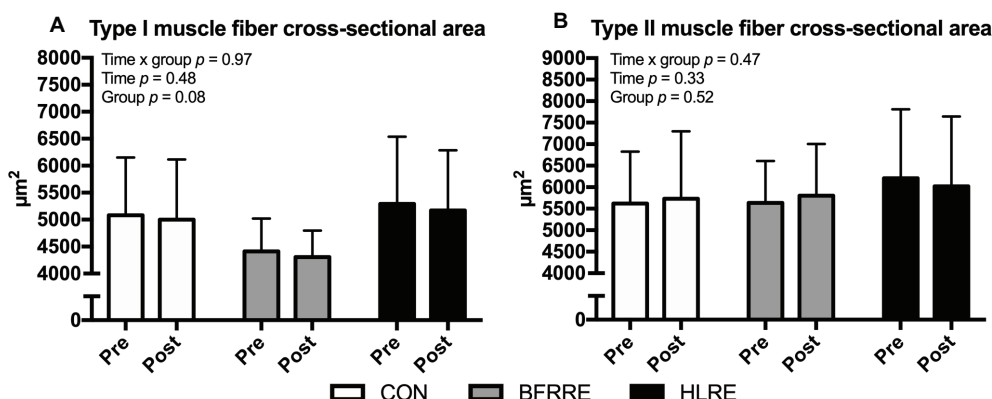 A Type I muscle fiber cross-sectional area
Time x group p = 0.97
Time p = 0.48
Group p = 0.08
8000
7500
7000
6500
6000
5500
5000
4500
4000
0
µm²
Pre Post Pre Post Pre Post
B Type II muscle fiber cross-sectional area
Time x group p = 0.47
Time p = 0.33
Group p = 0.52
9000
8500
8000
7500
7000
6500
6000
5500
5000
4500
4000
0
µm²
Pre Post Pre Post Pre Post
CON BFRRE HLRE